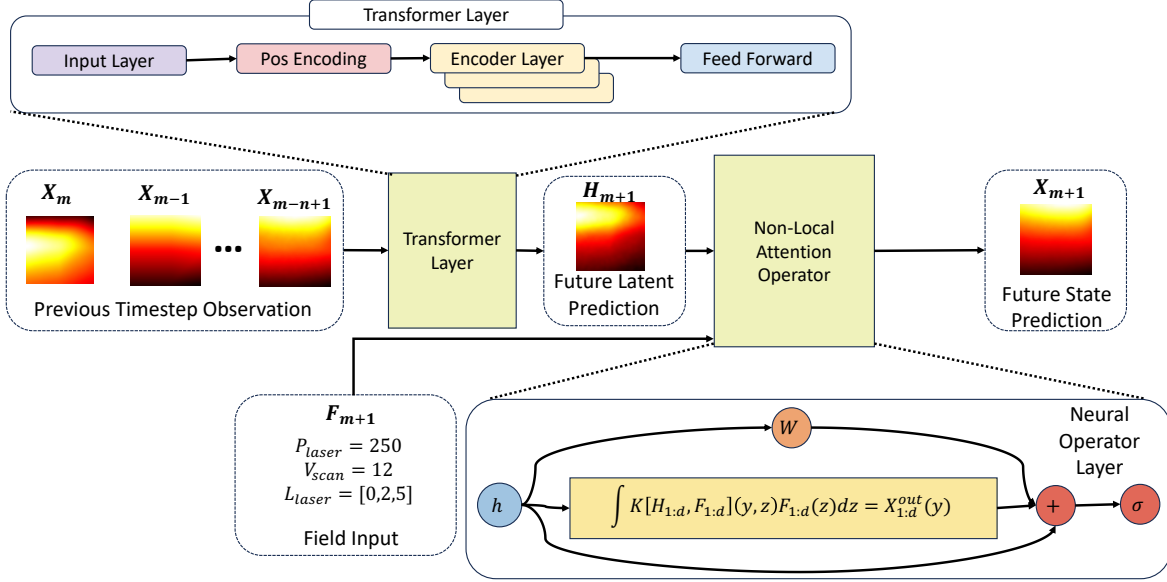 Transformer Layer
Input Layer
Pos Encoding
Encoder Layer
Feed Forward
X_m
X_{m-1}
X_{m-n+1}
...
Previous Timestep Observation
Transformer
Layer
H_{m+1}
Future Latent
Prediction
Non-Local
Attention
Operator
X_{m+1}
Future State
Prediction
F_{m+1}
P_{laser} = 250
V_{scan} = 12
L_{laser} = [0,2,5]
Field Input
Neural
Operator
Layer
W
h
∫ K[H_{1:d}, F_{1:d}](y, z)F_{1:d}(z)dz = X_{1:d}^{out}(y)
+
σ